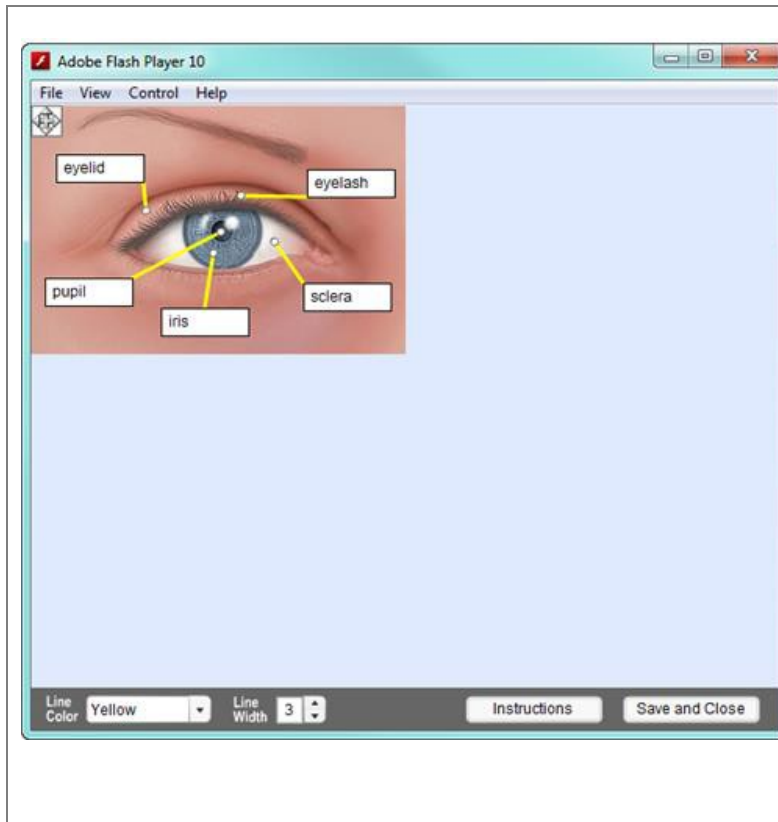 Adobe Flash Player 10
File View Control Help
eyelid
eyelash
pupil
sclera
iris
Line Color Yellow
Line Width 3
Instructions
Save and Close